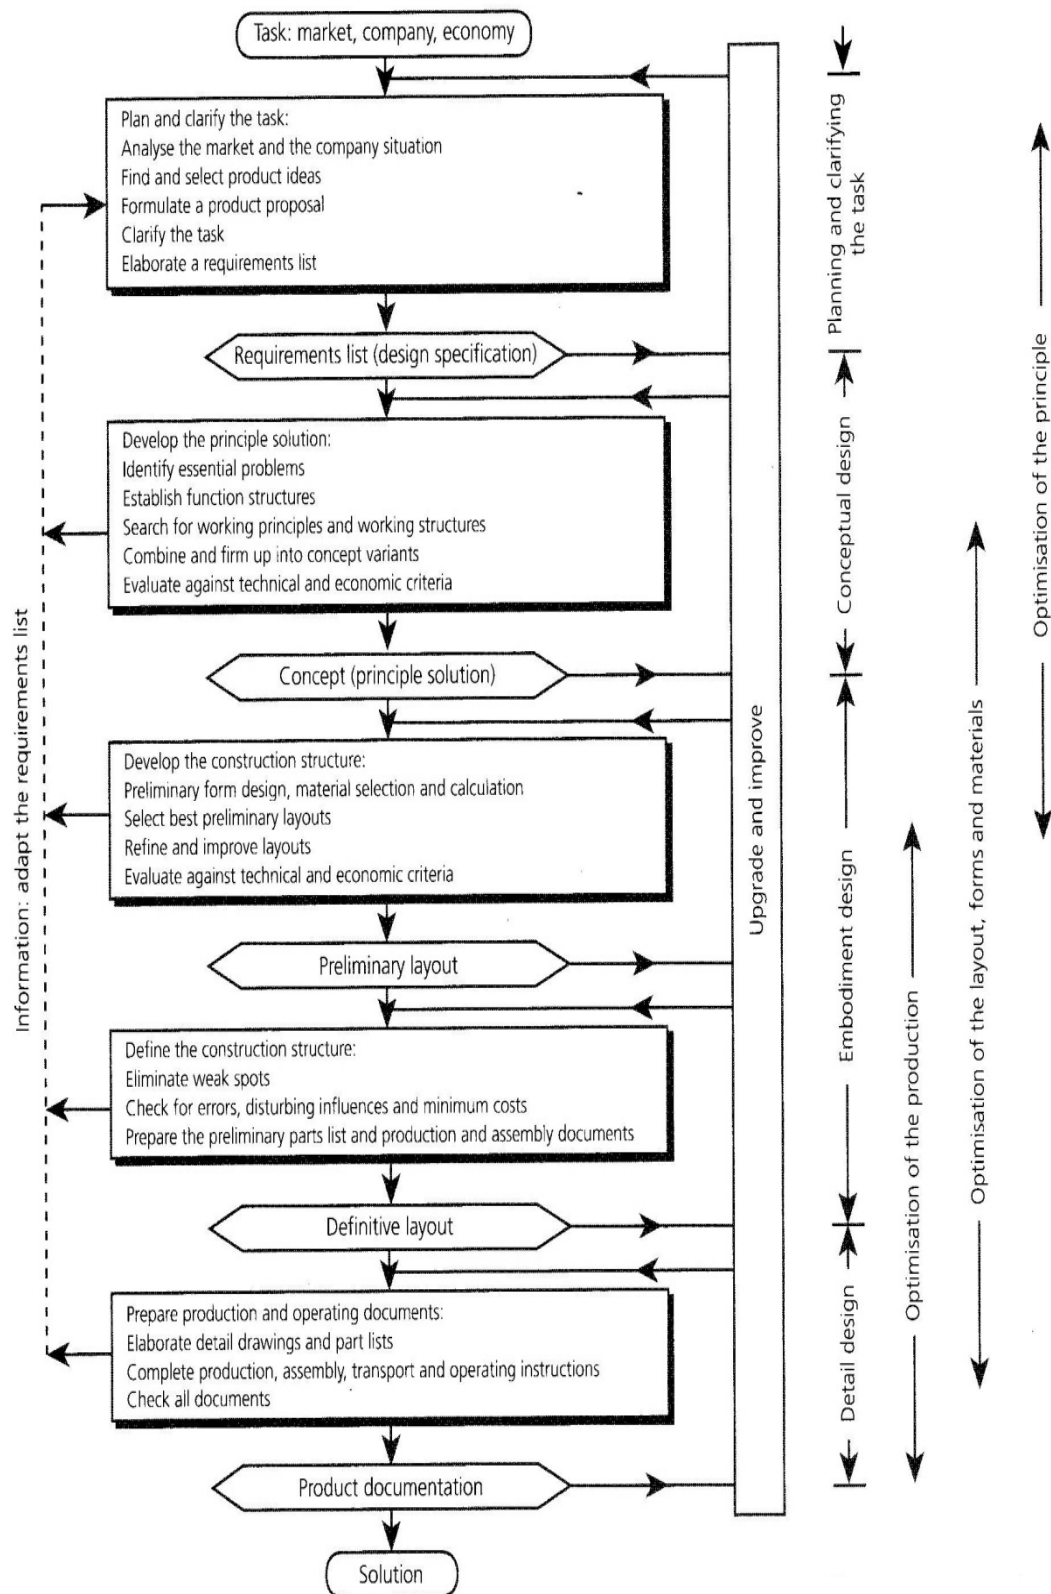 Task: market, company, economy
Plan and clarify the task:
Analyse the market and the company situation
Find and select product ideas
Formulate a product proposal
Clarify the task
Elaborate a requirements list
Requirements list (design specification)
Develop the principle solution:
Identify essential problems
Establish function structures
Search for working principles and working structures
Combine and firm up into concept variants
Evaluate against technical and economic criteria
Concept (principle solution)
Develop the construction structure:
Preliminary form design, material selection and calculation
Select best preliminary layouts
Refine and improve layouts
Evaluate against technical and economic criteria
Preliminary layout
Define the construction structure:
Eliminate weak spots
Check for errors, disturbing influences and minimum costs
Prepare the preliminary parts list and production and assembly documents
Definitive layout
Prepare production and operating documents:
Elaborate detail drawings and part lists
Complete production, assembly, transport and operating instructions
Check all documents
Product documentation
Solution
Information: adapt the requirements list
Upgrade and improve
Planning and clarifying
the task
Conceptual design
Embodiment design
Detail design
Optimisation of the production
Optimisation of the layout, forms and materials
Optimisation of the principle